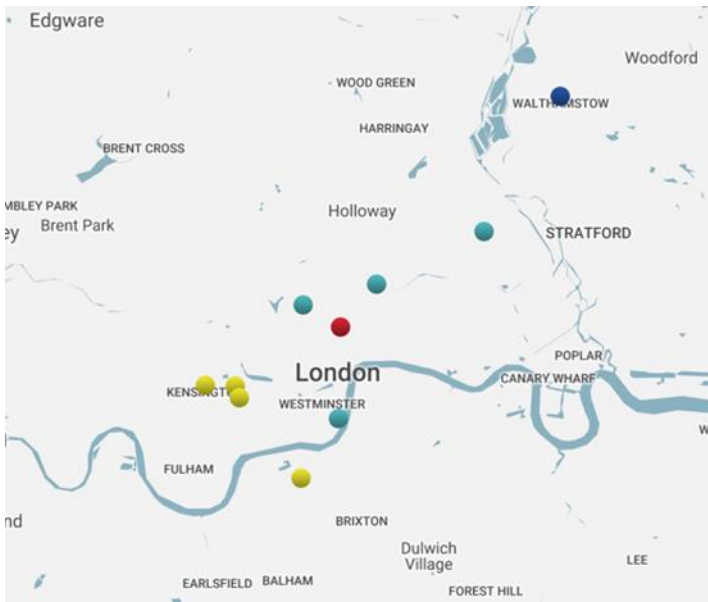 Edgware
Woodford
WOOD GREEN
WALTHAMSTOW
HARRINGAY
BRENT CROSS
MBLEY PARK
Holloway
Brent Park
ey
STRATFORD
POPLAR
London
CANARY WHARF
KENSINGTO
WESTMINSTER
W
FULHAM
nd
BRIXTON
Dulwich
Village
LEE
EARLSFIELD
BALHAM
FOREST HILL